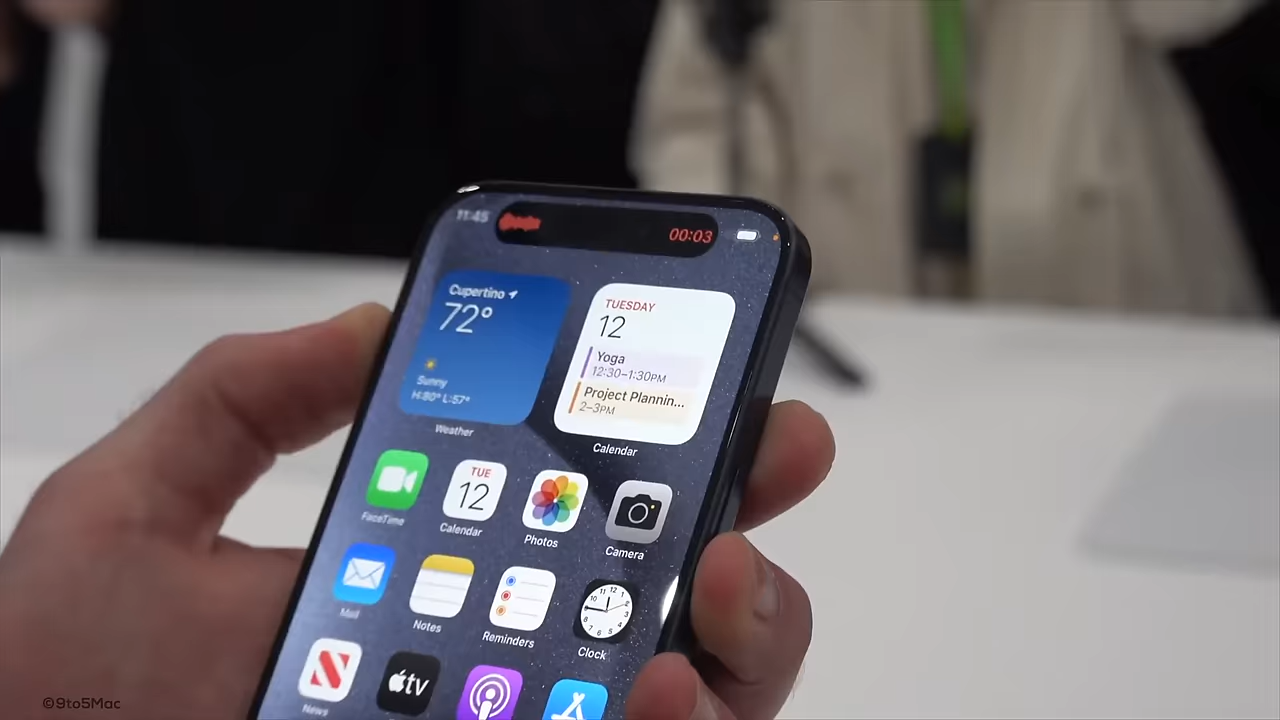 11:45
00:03
Cupertino
72°
Sunny
H:80° L:57°
Weather
TUESDAY
12
Yoga
12:30–1:30PM
Project Plannin...
2–3PM
Calendar
FaceTime
TUE
12
Calendar
Photos
Camera
Mail
Notes
Reminders
Clock
News
tv
©9to5Mac